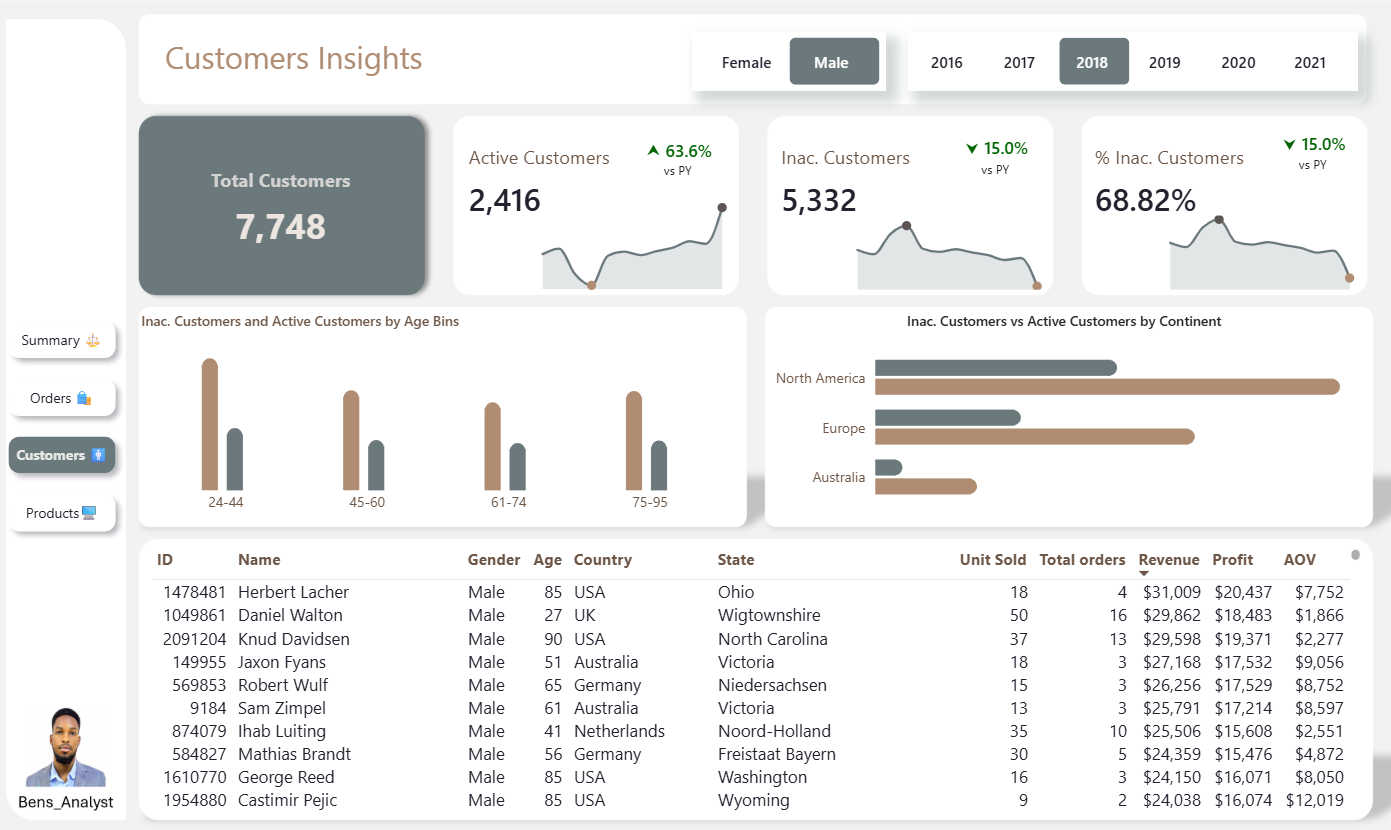 Customers Insights
Female Male
2016 2017 2018 2019 2020 2021
Total Customers
7,748
Active Customers
63.6%
vs PY
2,416
Inac. Customers
15.0%
vs PY
5,332
% Inac. Customers
15.0%
vs PY
68.82%
Summary
Orders
Customers
Products
Bens_Analyst
Inac. Customers and Active Customers by Age Bins
24-44 45-60 61-74 75-95
Inac. Customers vs Active Customers by Continent
North America
Europe
Australia
ID Name Gender Age Country State Unit Sold Total orders Revenue Profit AOV
1478481 Herbert Lacher Male 85 USA Ohio 18 4 $31,009 $20,437 $7,752
1049861 Daniel Walton Male 27 UK Wigtownshire 50 16 $29,862 $18,483 $1,866
2091204 Knud Davidsen Male 90 USA North Carolina 37 13 $29,598 $19,371 $2,277
149955 Jaxon Fyans Male 51 Australia Victoria 18 3 $27,168 $17,532 $9,056
569853 Robert Wulf Male 65 Germany Niedersachsen 15 3 $26,256 $17,529 $8,752
9184 Sam Zimpel Male 61 Australia Victoria 13 3 $25,791 $17,214 $8,597
874079 Ihab Luiting Male 41 Netherlands Noord-Holland 35 10 $25,506 $15,608 $2,551
584827 Mathias Brandt Male 56 Germany Freistaat Bayern 30 5 $24,359 $15,476 $4,872
1610770 George Reed Male 85 USA Washington 16 3 $24,150 $16,071 $8,050
1954880 Castimir Pejic Male 85 USA Wyoming 9 2 $24,038 $16,074 $12,019